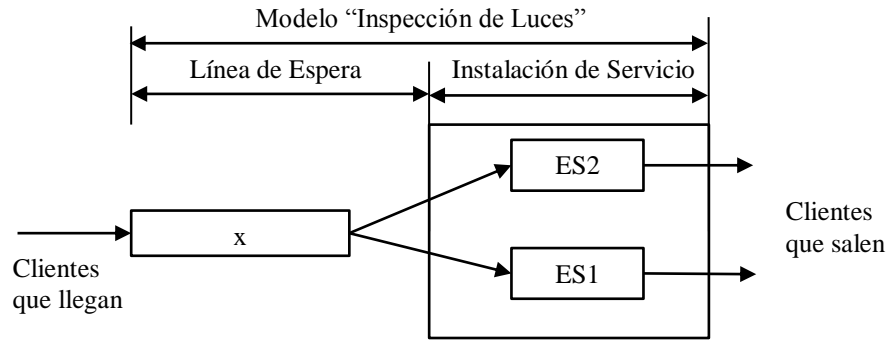 Modelo “Inspección de Luces”
Línea de Espera
Instalación de Servicio
ES2
x
ES1
Clientes
que llegan
Clientes
que salen